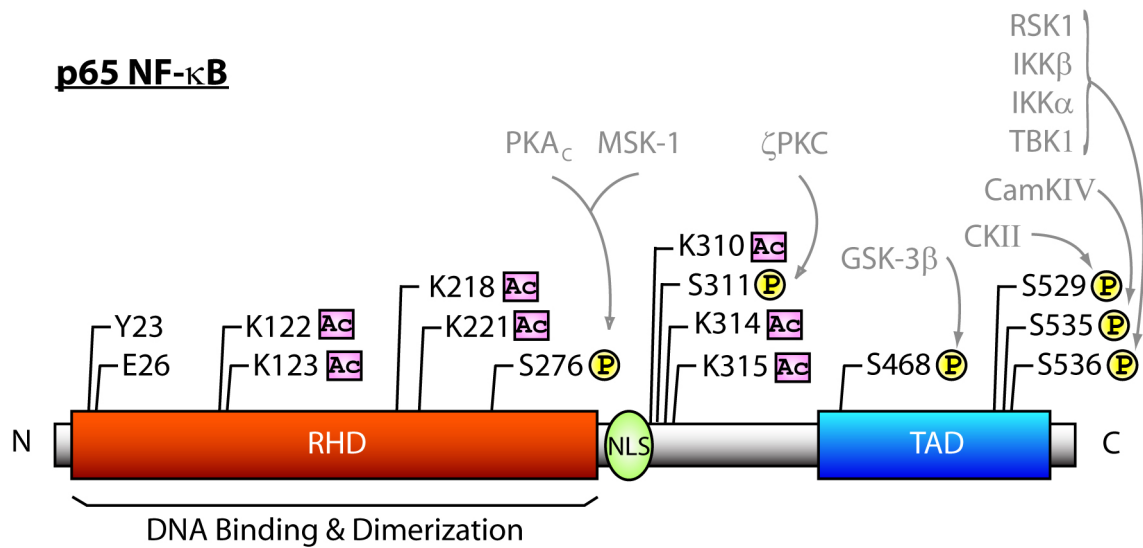 p65 NF-κB
RSK1
IKKβ
IKKα
TBK1
PKAC MSK-1 ζPKC
CamKIV
CKII
GSK-3β
K310 Ac
S311 P
K218 Ac
S529 P
Y23
K122 Ac
K221 Ac
K314 Ac
S535 P
E26
K123 Ac
S276 P
K315 Ac
S468 P
S536 P
N RHD NLS TAD C
DNA Binding & Dimerization